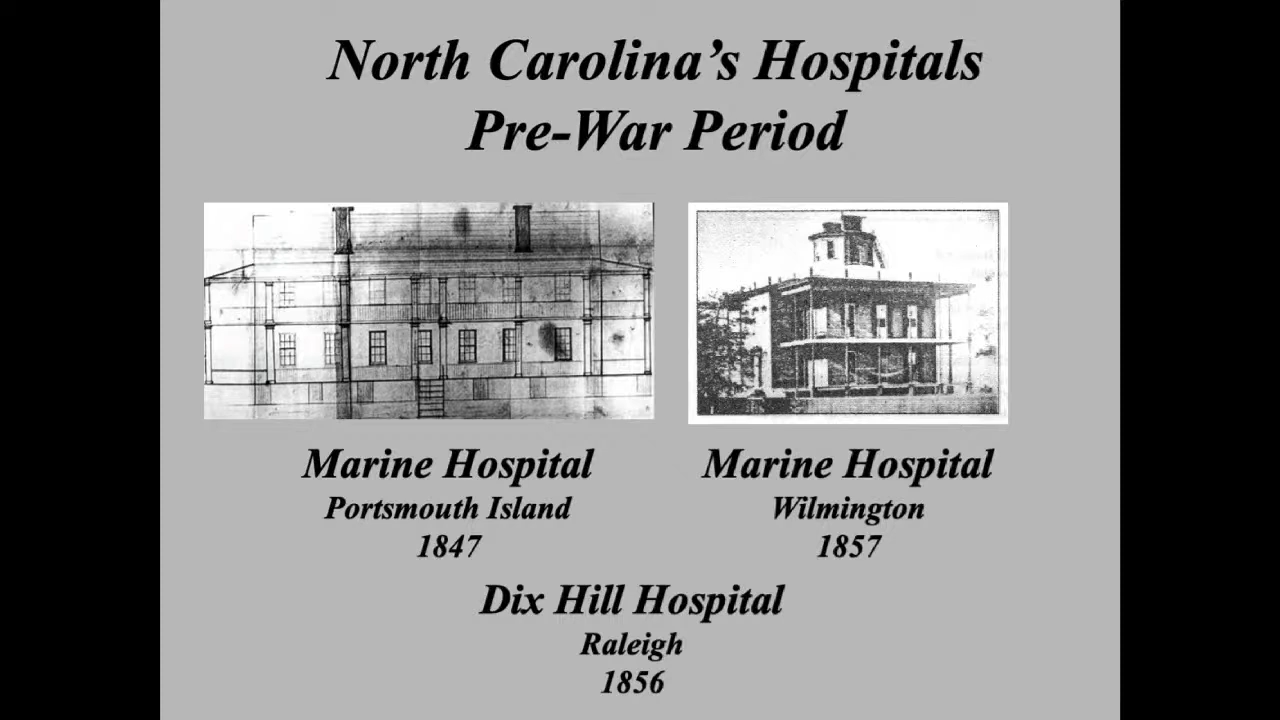 North Carolina’s Hospitals
Pre-War Period
Marine Hospital
Portsmouth Island
1847
Marine Hospital
Wilmington
1857
Dix Hill Hospital
Raleigh
1856